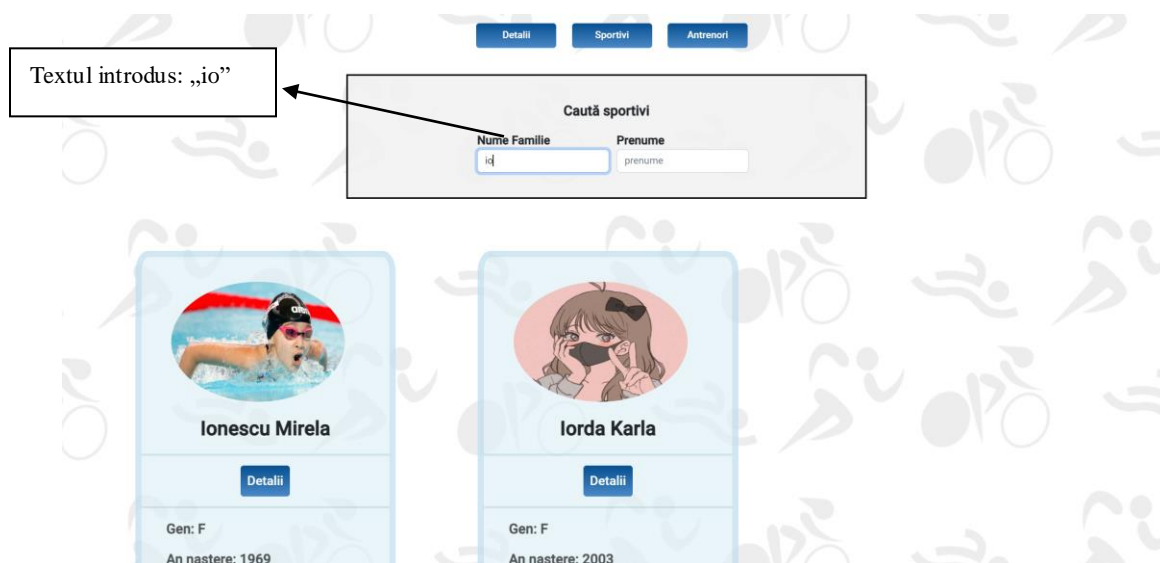 Detalii Sportivi Antrenori
Textul introdus: „io”
Caută sportivi
Nume Familie Prenume
io prenume
Ionescu Mirela Iorda Karla
Detalii Detalii
Gen: F Gen: F
An nastere: 1969 An nastere: 2003